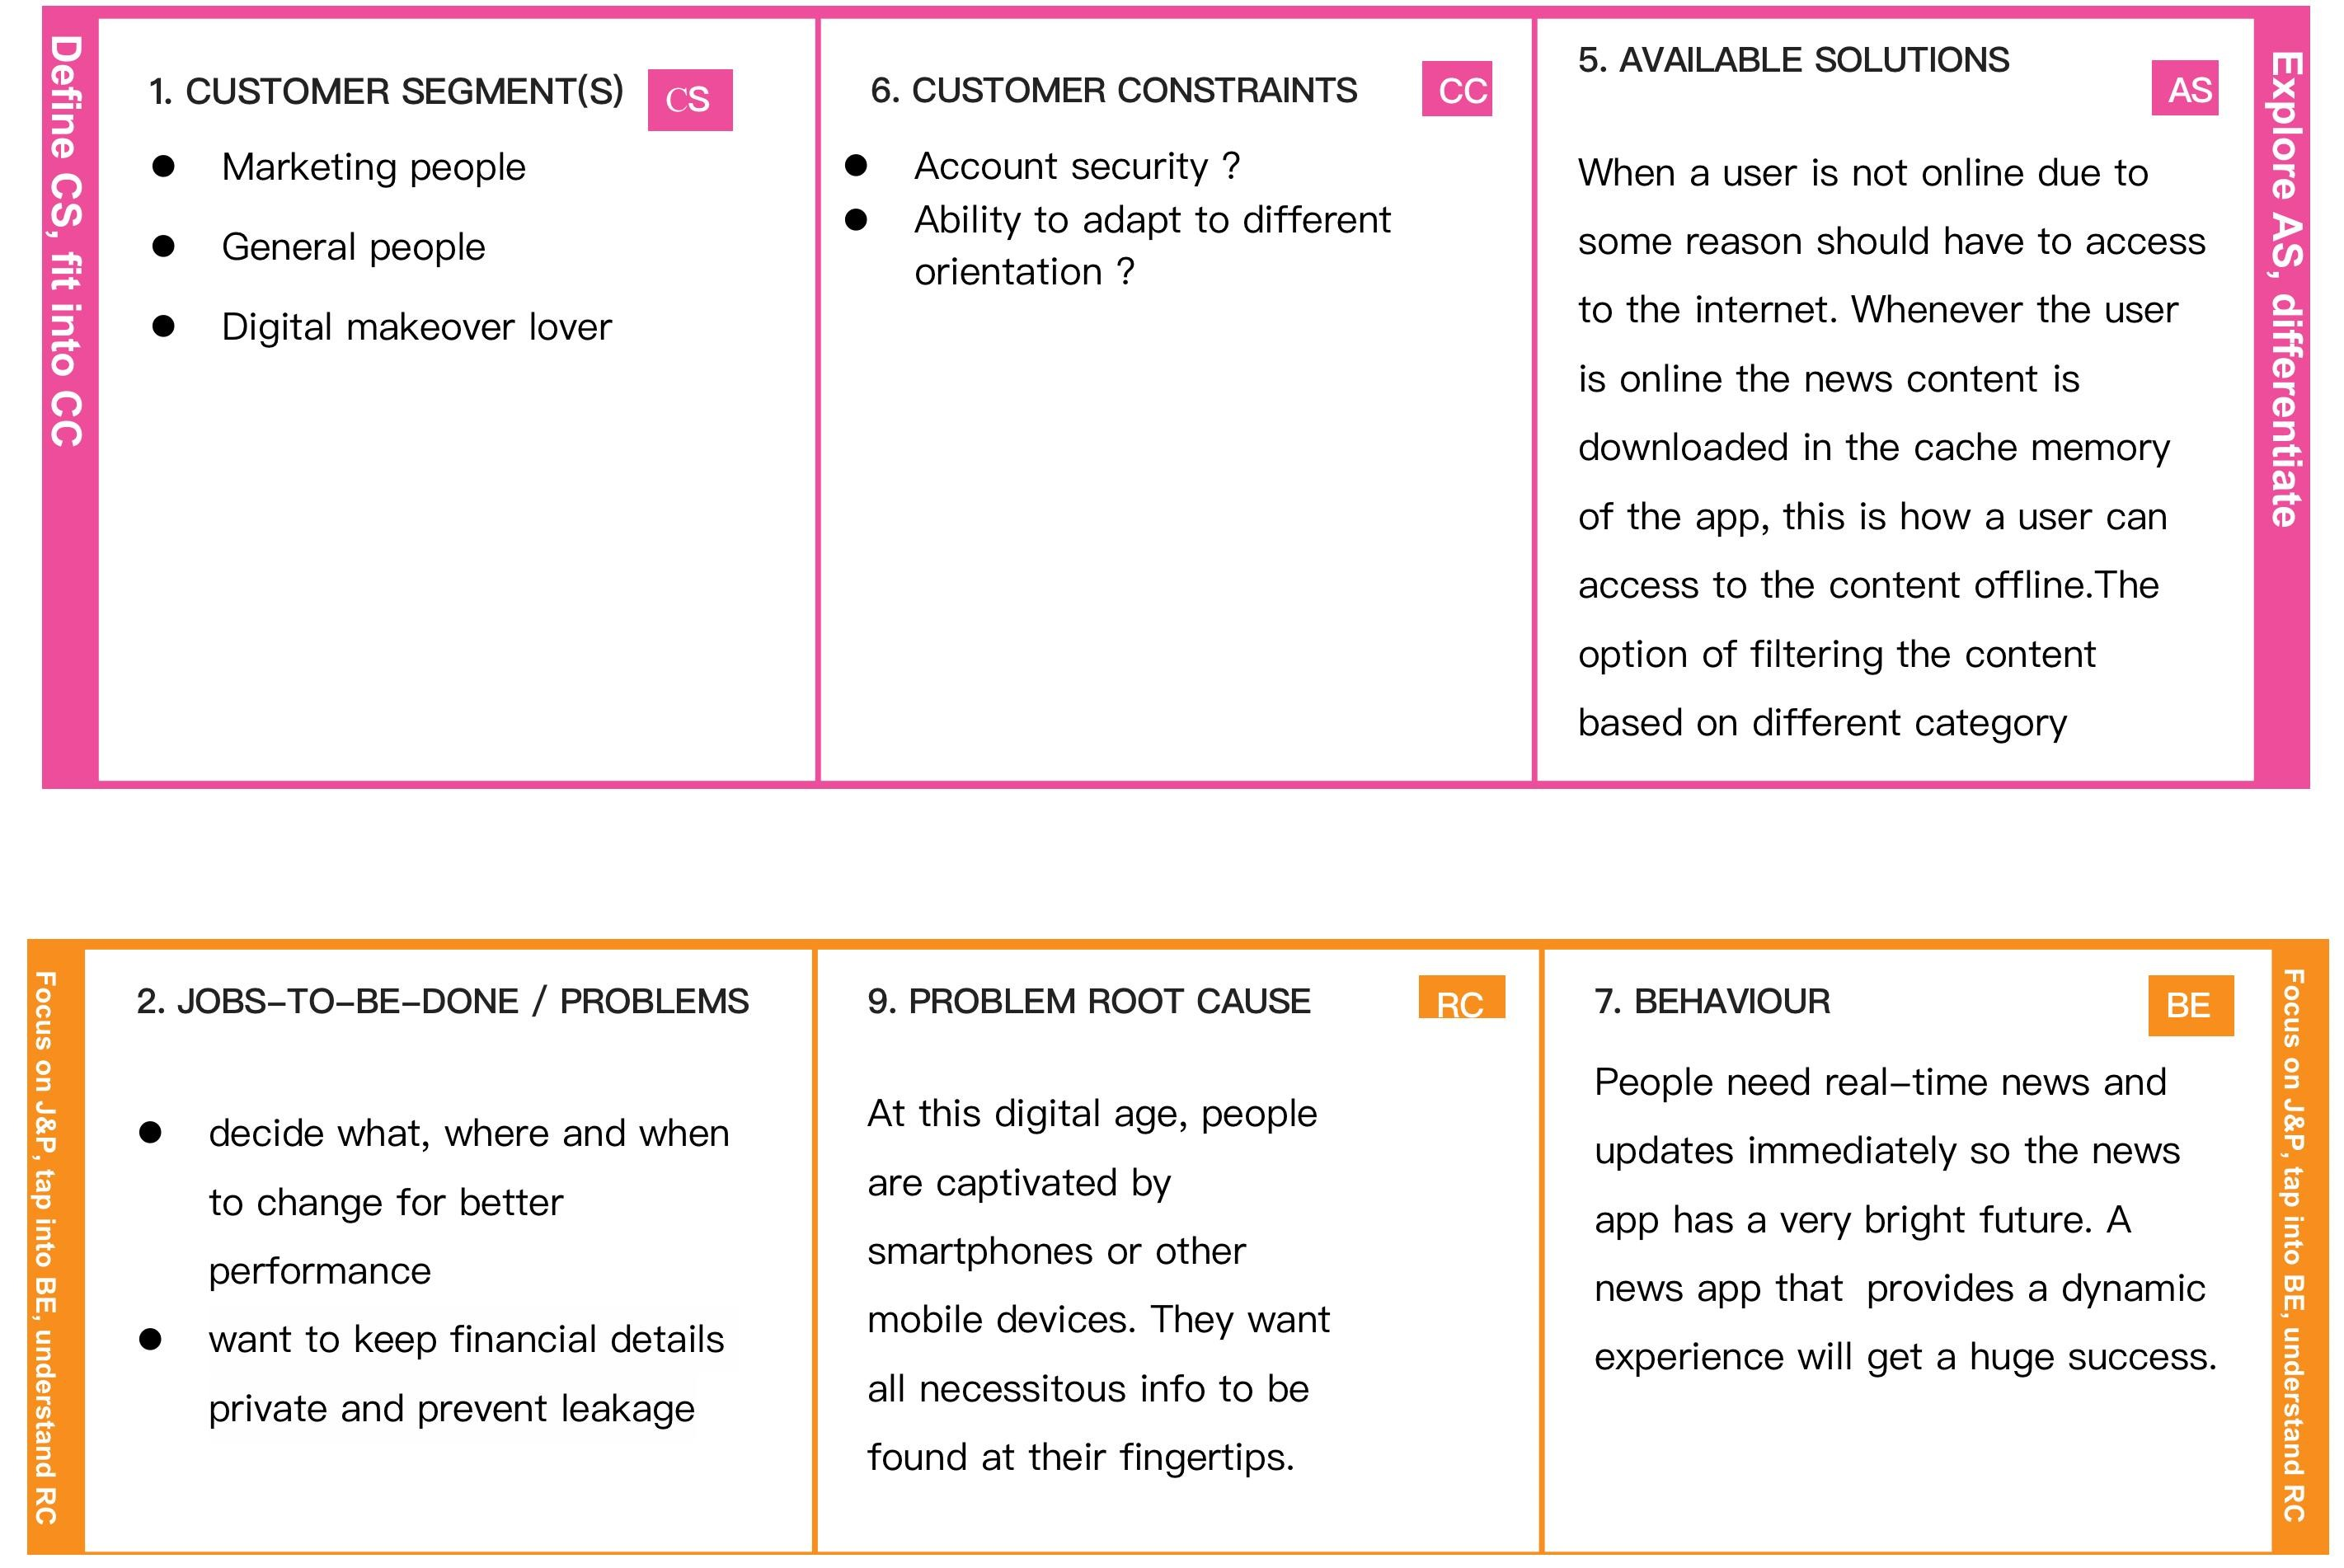 Define CS, fit into CC
1. CUSTOMER SEGMENT(S)
CS
● Marketing people
● General people
● Digital makeover lover
6. CUSTOMER CONSTRAINTS
CC
● Account security ?
● Ability to adapt to different
orientation ?
5. AVAILABLE SOLUTIONS
AS
When a user is not online due to
some reason should have to access
to the internet. Whenever the user
is online the news content is
downloaded in the cache memory
of the app, this is how a user can
access to the content offline.The
option of filtering the content
based on different category
Explore AS, differentiate
Focus on J&P, tap into BE, understand RC
2. JOBS-TO-BE-DONE / PROBLEMS
● decide what, where and when
to change for better
performance
● want to keep financial details
private and prevent leakage
9. PROBLEM ROOT CAUSE
RC
At this digital age, people
are captivated by
smartphones or other
mobile devices. They want
all necessitous info to be
found at their fingertips.
7. BEHAVIOUR
BE
People need real-time news and
updates immediately so the news
app has a very bright future. A
news app that  provides a dynamic
experience will get a huge success.
Focus on J&P, tap into BE, understand RC